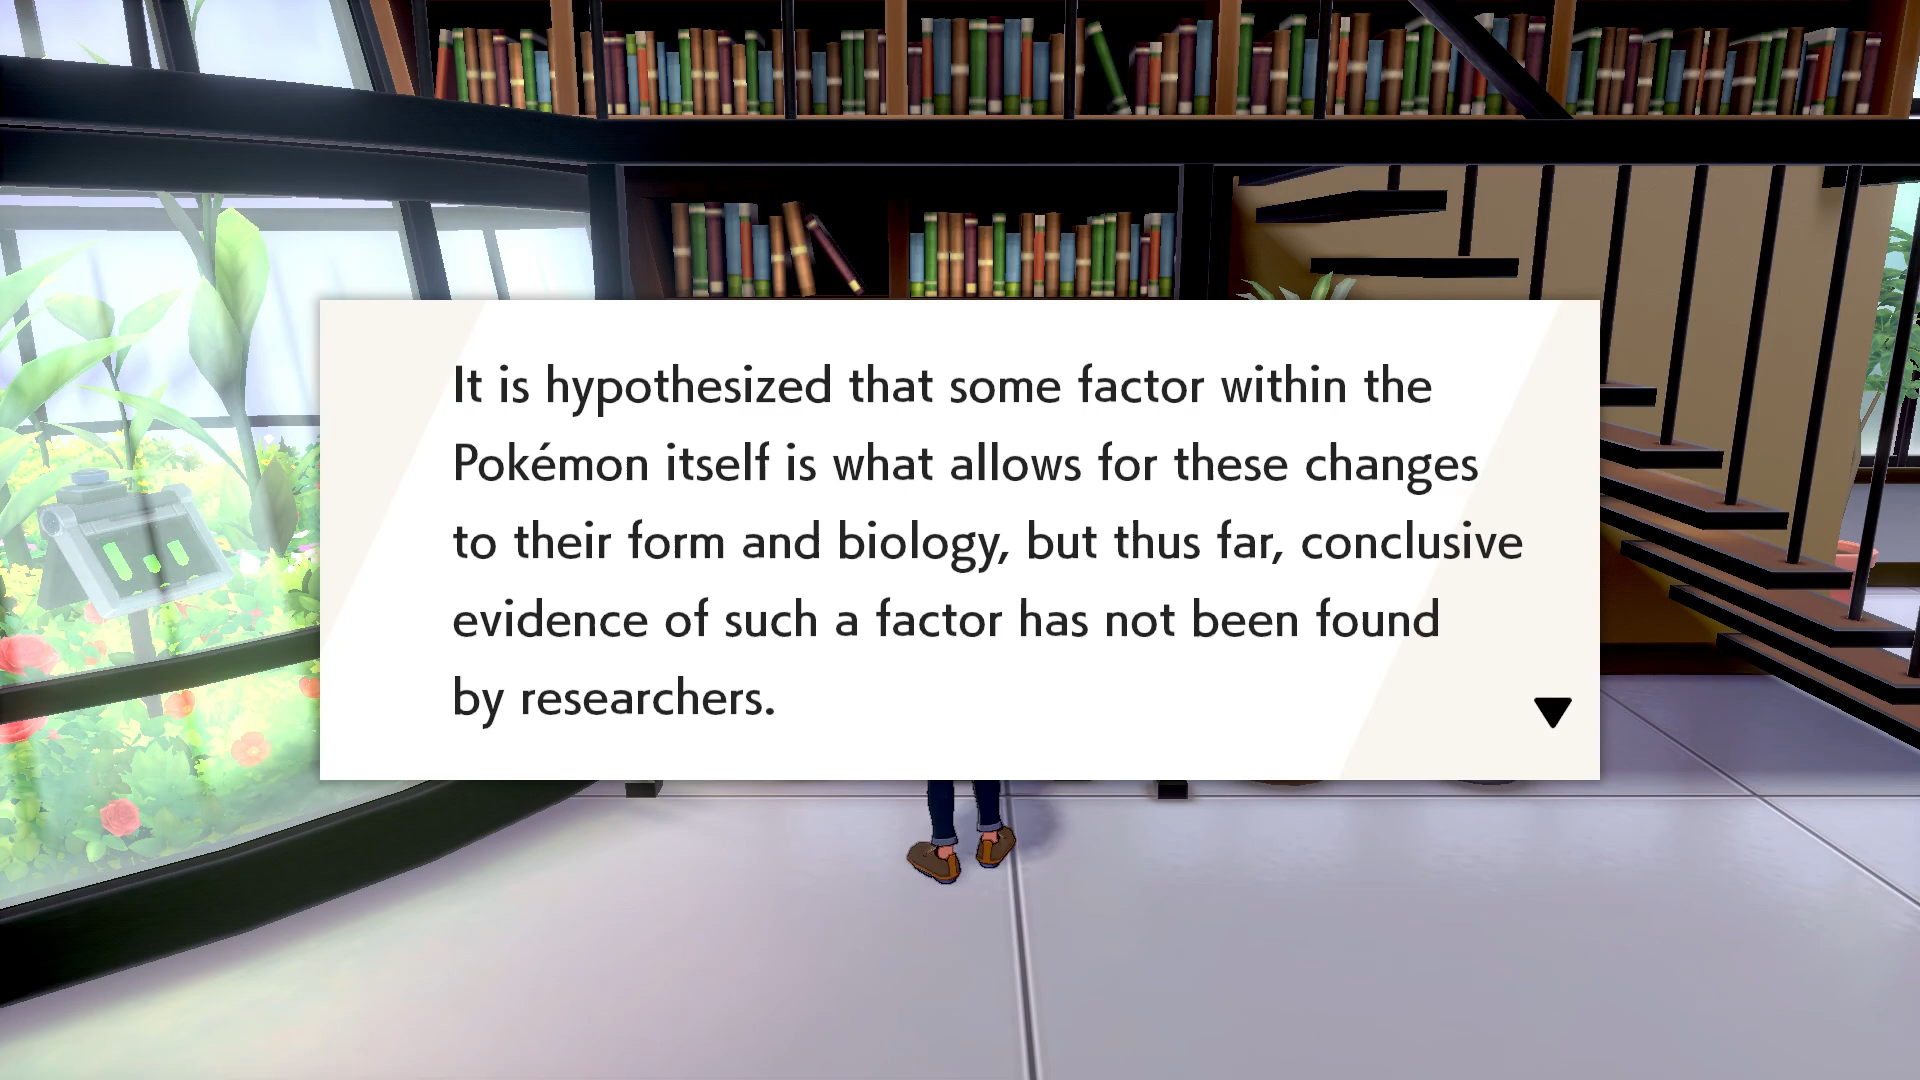 It is hypothesized that some factor within the
Pokémon itself is what allows for these changes
to their form and biology, but thus far, conclusive
evidence of such a factor has not been found
by researchers.